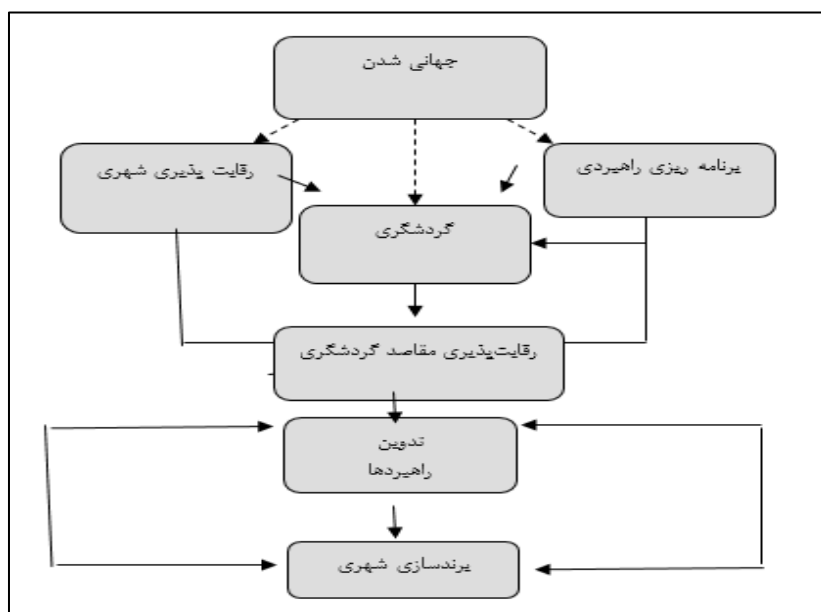 جهانی شدن
رقابت پذیری شهری
برنامه ریزی راهبردی
گردشگری
رقابت‌پذیری مقاصد گردشگری
تدوین
راهبردها
برندسازی شهری